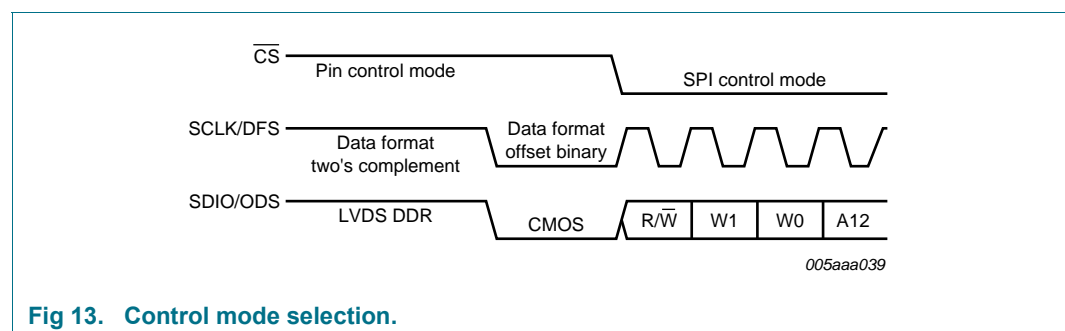 CS
Pin control mode
SPI control mode
SCLK/DFS
Data format
two's complement
Data format
offset binary
SDIO/ODS
LVDS DDR
CMOS
R/W̅
W1
W0
A12
005aaa039
Fig 13. Control mode selection.